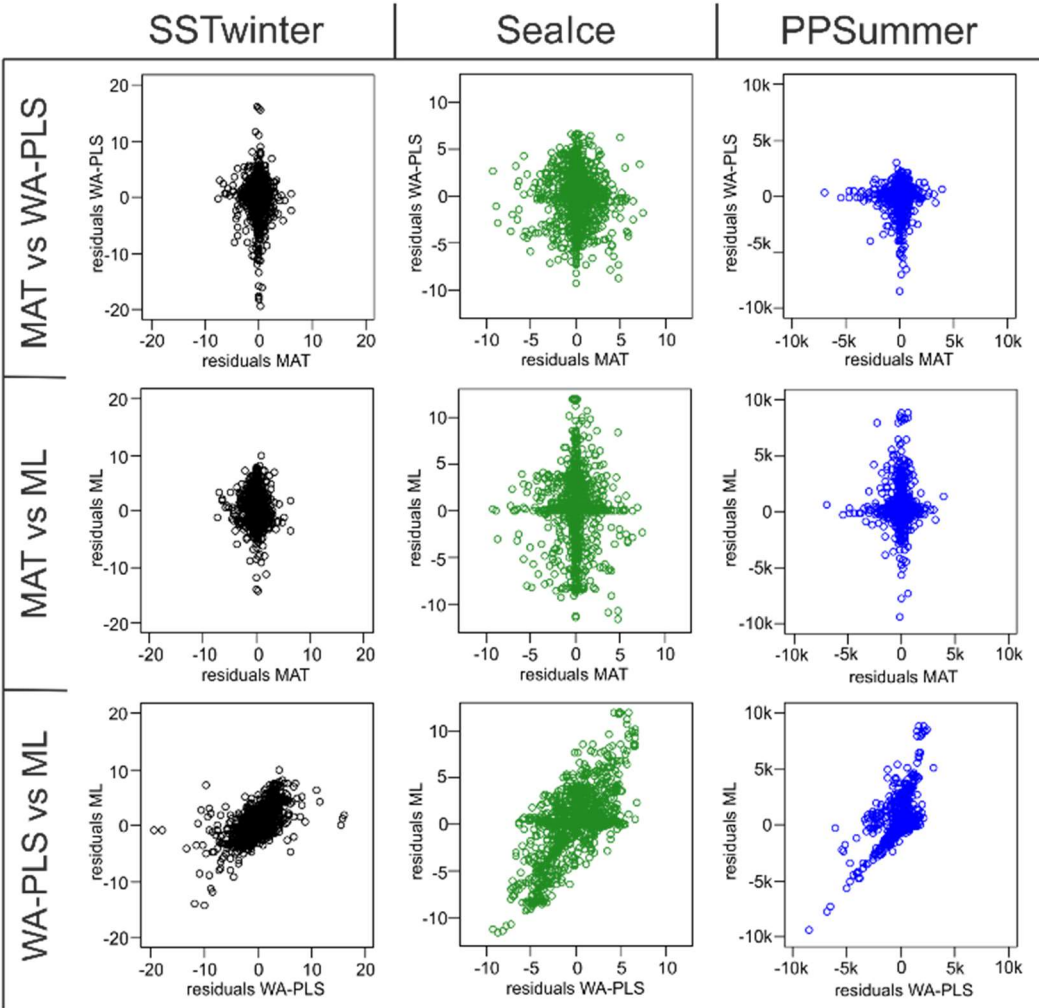 SSTwinter SeaIce PPSummer
MAT vs WA-PLS
residuals WA-PLS
20
10
0
-10
-20
-20 -10 0 10 20
residuals MAT
residuals WA-PLS
10
5
0
-5
-10
-10 -5 0 5 10
residuals MAT
residuals WA-PLS
10k
5k
0
-5k
-10k
-10k -5k 0 5k 10k
residuals MAT
MAT vs ML
residuals ML
20
10
0
-10
-20
-20 -10 0 10 20
residuals MAT
residuals ML
10
5
0
-5
-10
-10 -5 0 5 10
residuals MAT
residuals ML
10k
5k
0
-5k
-10k
-10k -5k 0 5k 10k
residuals MAT
WA-PLS vs ML
residuals ML
20
10
0
-10
-20
-20 -10 0 10 20
residuals WA-PLS
residuals ML
10
5
0
-5
-10
-10 -5 0 5 10
residuals WA-PLS
residuals ML
10k
5k
0
-5k
-10k
-10k -5k 0 5k 10k
residuals WA-PLS